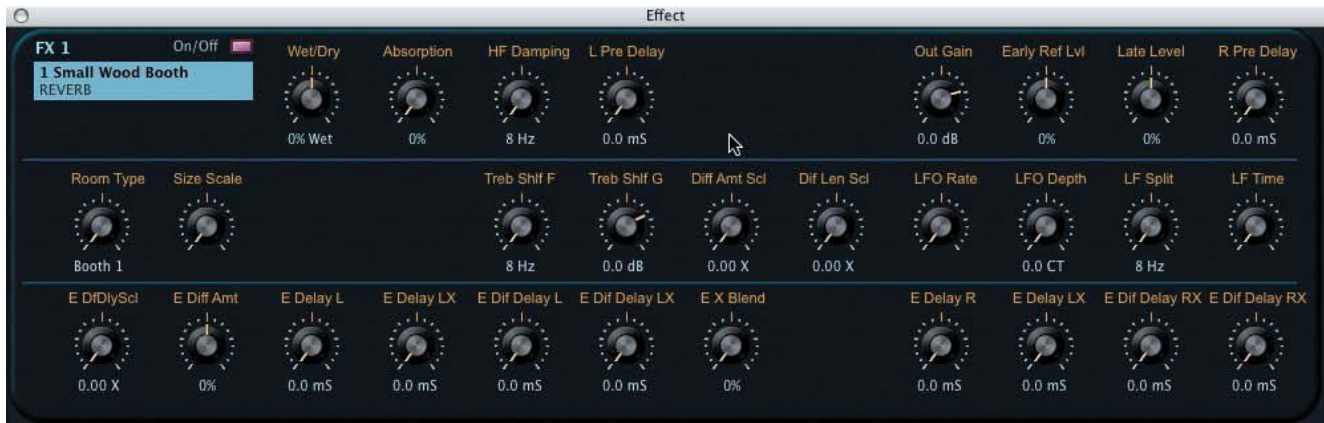 Effect
FX 1 On/Off
1 Small Wood Booth
REVERB
Wet/Dry Absorption HF Damping L Pre Delay Out Gain Early Ref Lvl Late Level R Pre Delay
0% Wet 0% 8 Hz 0.0 mS 0.0 dB 0% 0% 0.0 mS
Room Type Size Scale Treb Shlf F Treb Shlf G Diff Amt Scl Dif Len Scl LFO Rate LFO Depth LF Split LF Time
Booth 1 8 Hz 0.0 dB 0.00 X 0.00 X 0.0 CT 8 Hz
E DfDlyScl E Diff Amt E Delay L E Delay LX E Dif Delay L E Dif Delay LX E X Blend E Delay R E Delay LX E Dif Delay RX E Dif Delay RX
0.00 X 0% 0.0 mS 0.0 mS 0.0 mS 0.0 mS 0% 0.0 mS 0.0 mS 0.0 mS 0.0 mS